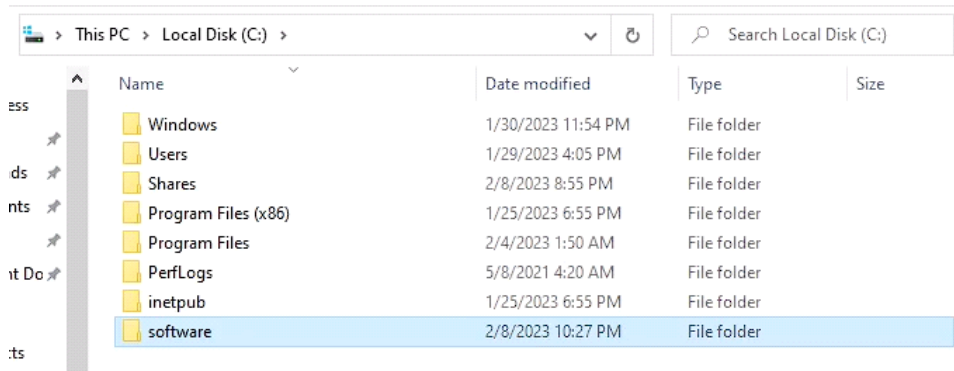 This PC > Local Disk (C:) > Search Local Disk (C:)
Name Date modified Type Size
ess
Windows 1/30/2023 11:54 PM File folder
Users 1/29/2023 4:05 PM File folder
ds
Shares 2/8/2023 8:55 PM File folder
nts
Program Files (x86) 1/25/2023 6:55 PM File folder
Program Files 2/4/2023 1:50 AM File folder
nt Do
PerfLogs 5/8/2021 4:20 AM File folder
inetpub 1/25/2023 6:55 PM File folder
software 2/8/2023 10:27 PM File folder
cts